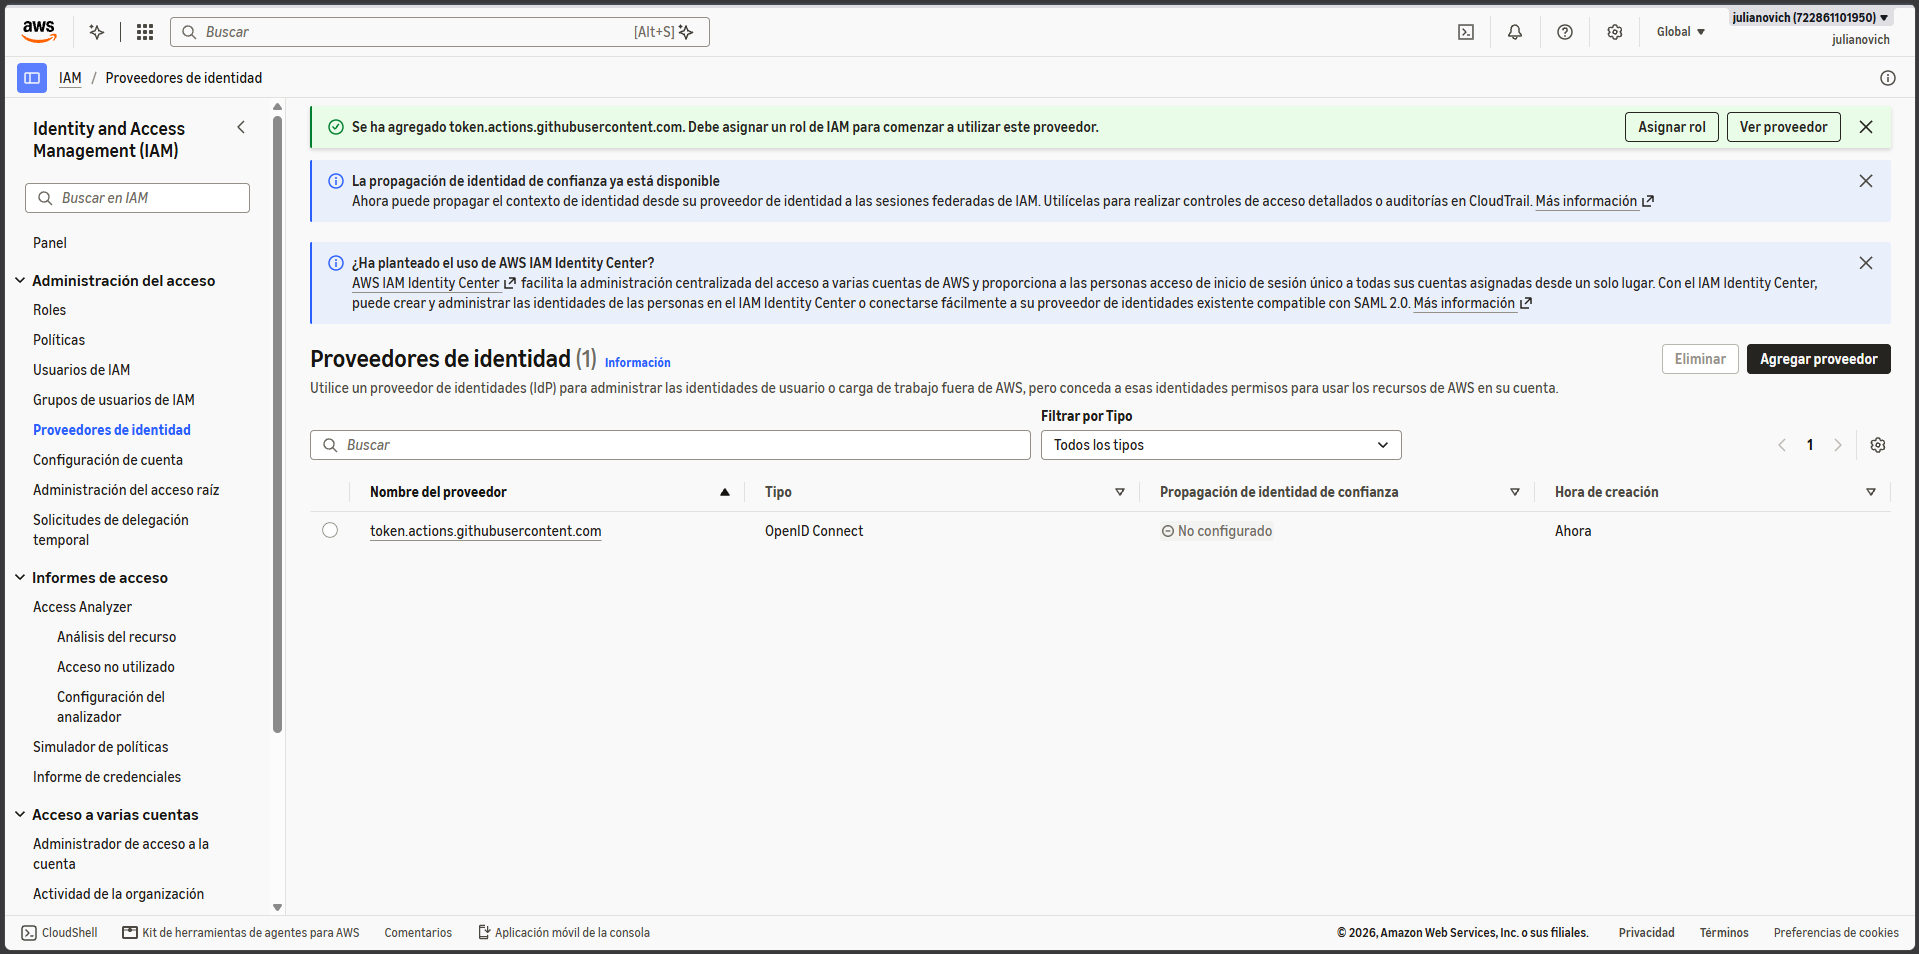 aws
Buscar
[Alt+S]
Global
julianovich (722861101950)
julianovich
IAM / Proveedores de identidad
Identity and Access
Management (IAM)
Buscar en IAM
Panel
Administración del acceso
Roles
Políticas
Usuarios de IAM
Grupos de usuarios de IAM
Proveedores de identidad
Configuración de cuenta
Administración del acceso raíz
Solicitudes de delegación
temporal
Informes de acceso
Access Analyzer
Análisis del recurso
Acceso no utilizado
Configuración del
analizador
Simulador de políticas
Informe de credenciales
Acceso a varias cuentas
Administrador de acceso a la
cuenta
Actividad de la organización
Se ha agregado token.actions.githubusercontent.com. Debe asignar un rol de IAM para comenzar a utilizar este proveedor.
Asignar rol
Ver proveedor
La propagación de identidad de confianza ya está disponible
Ahora puede propagar el contexto de identidad desde su proveedor de identidad a las sesiones federadas de IAM. Utilícelas para realizar controles de acceso detallados o auditorías en CloudTrail. Más información
¿Ha planteado el uso de AWS IAM Identity Center?
AWS IAM Identity Center facilita la administración centralizada del acceso a varias cuentas de AWS y proporciona a las personas acceso de inicio de sesión único a todas sus cuentas asignadas desde un solo lugar. Con el IAM Identity Center,
puede crear y administrar las identidades de las personas en el IAM Identity Center o conectarse fácilmente a su proveedor de identidades existente compatible con SAML 2.0. Más información
Proveedores de identidad (1) Información
Eliminar
Agregar proveedor
Utilice un proveedor de identidades (IdP) para administrar las identidades de usuario o carga de trabajo fuera de AWS, pero conceda a esas identidades permisos para usar los recursos de AWS en su cuenta.
Filtrar por Tipo
Buscar
Todos los tipos
1
Nombre del proveedor
Tipo
Propagación de identidad de confianza
Hora de creación
token.actions.githubusercontent.com
OpenID Connect
No configurado
Ahora
CloudShell
Kit de herramientas de agentes para AWS
Comentarios
Aplicación móvil de la consola
© 2026, Amazon Web Services, Inc. o sus filiales.
Privacidad
Términos
Preferencias de cookies